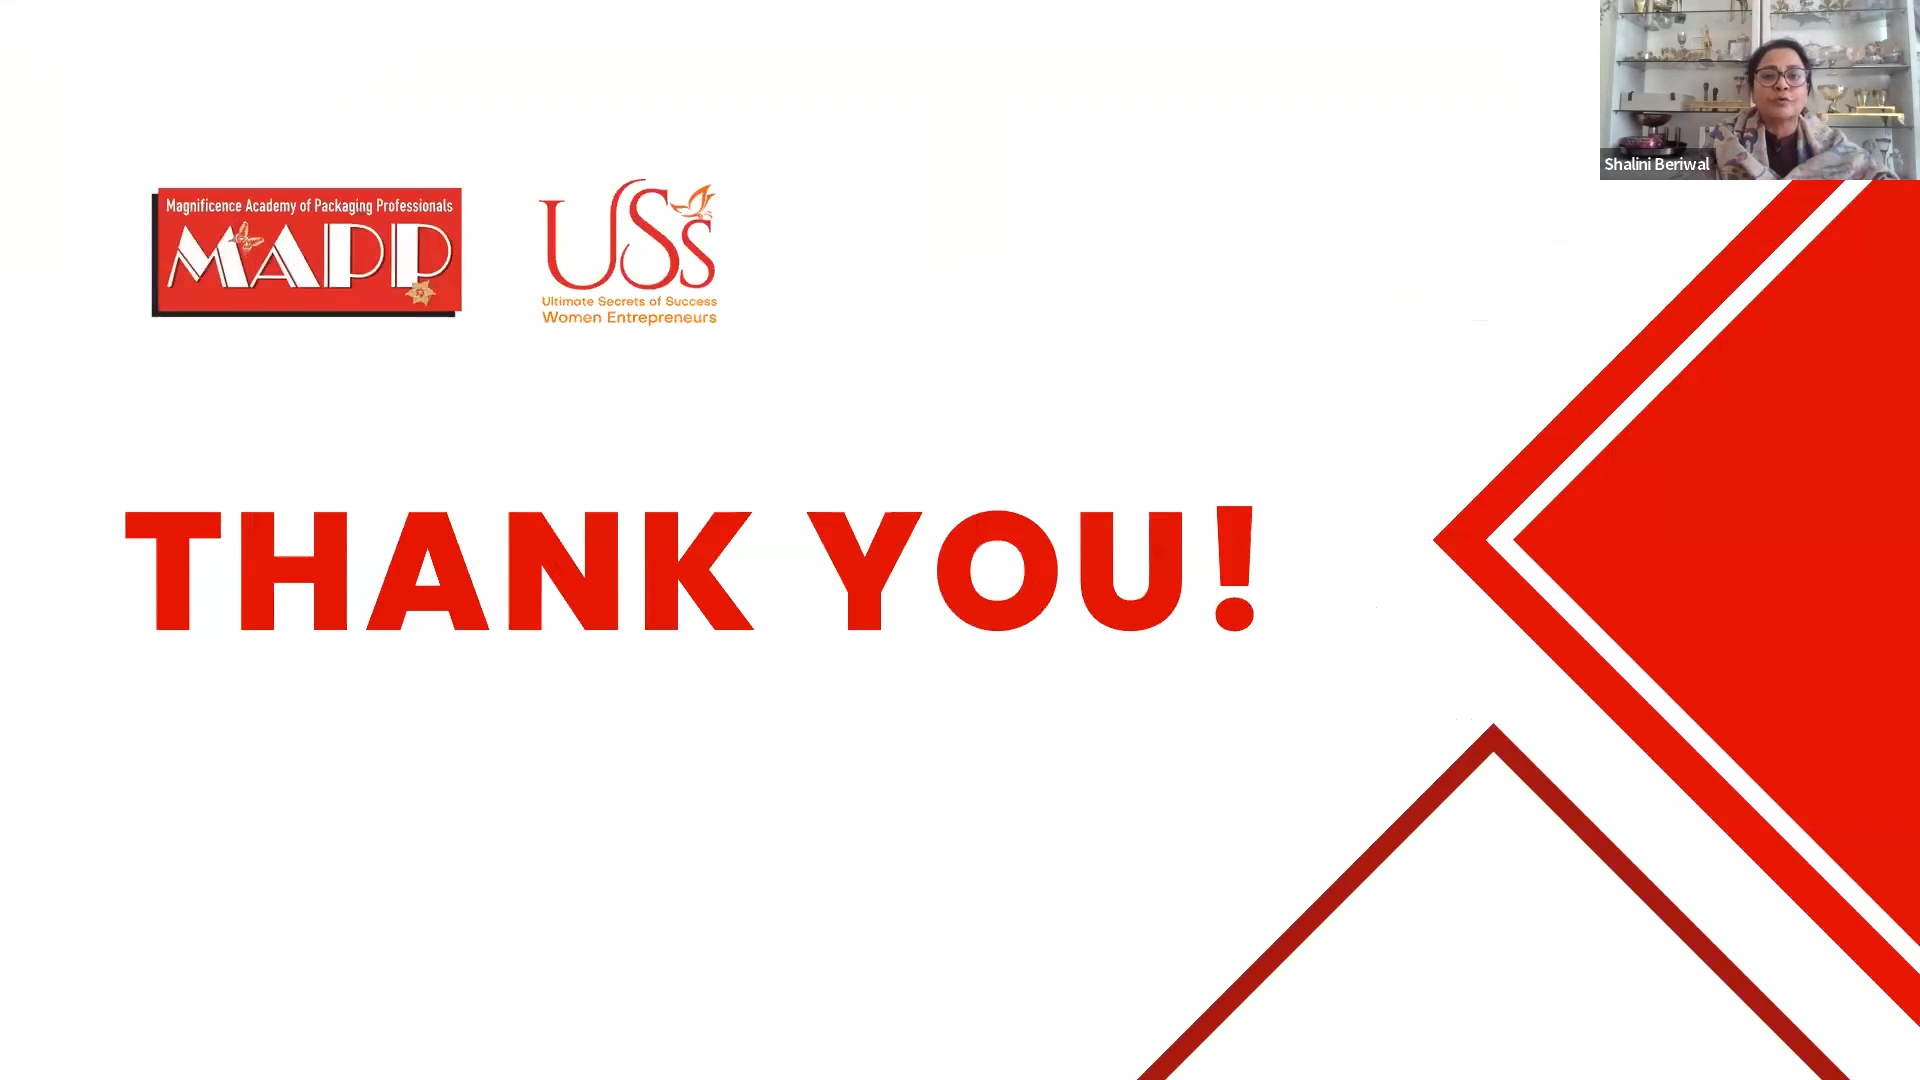 Shalini Beriwal
Magnificence Academy of Packaging Professionals
MAPP
USS
Ultimate Secrets of Success
Women Entrepreneurs
THANK YOU!